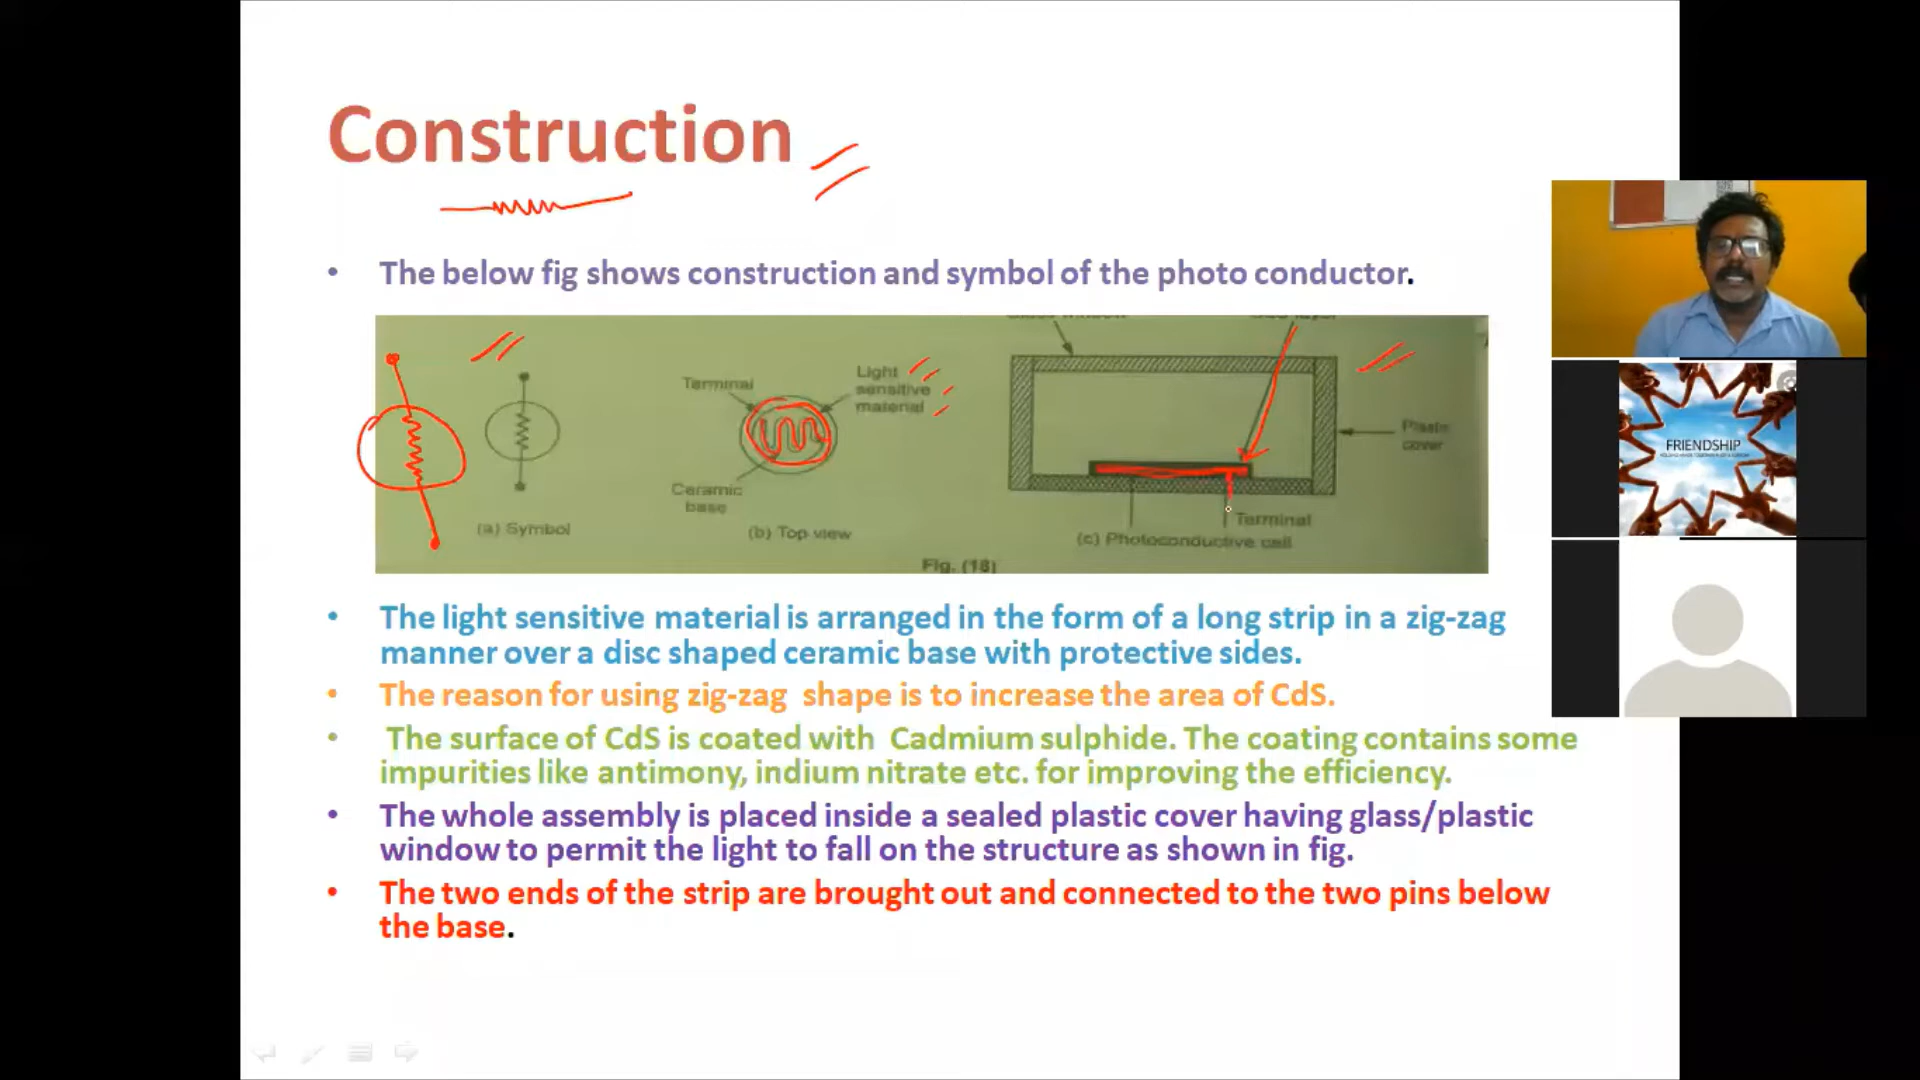 Construction
• The below fig shows construction and symbol of the photo conductor.
Terminal
Light
sensitive
material
Plastic
cover
Ceramic
base
Terminal
(a) Symbol
(b) Top view
(c) Photoconductive cell
Fig. (18)
• The light sensitive material is arranged in the form of a long strip in a zig-zag
manner over a disc shaped ceramic base with protective sides.
• The reason for using zig-zag shape is to increase the area of CdS.
• The surface of CdS is coated with Cadmium sulphide. The coating contains some
impurities like antimony, indium nitrate etc. for improving the efficiency.
• The whole assembly is placed inside a sealed plastic cover having glass/plastic
window to permit the light to fall on the structure as shown in fig.
• The two ends of the strip are brought out and connected to the two pins below
the base.
FRIENDSHIP